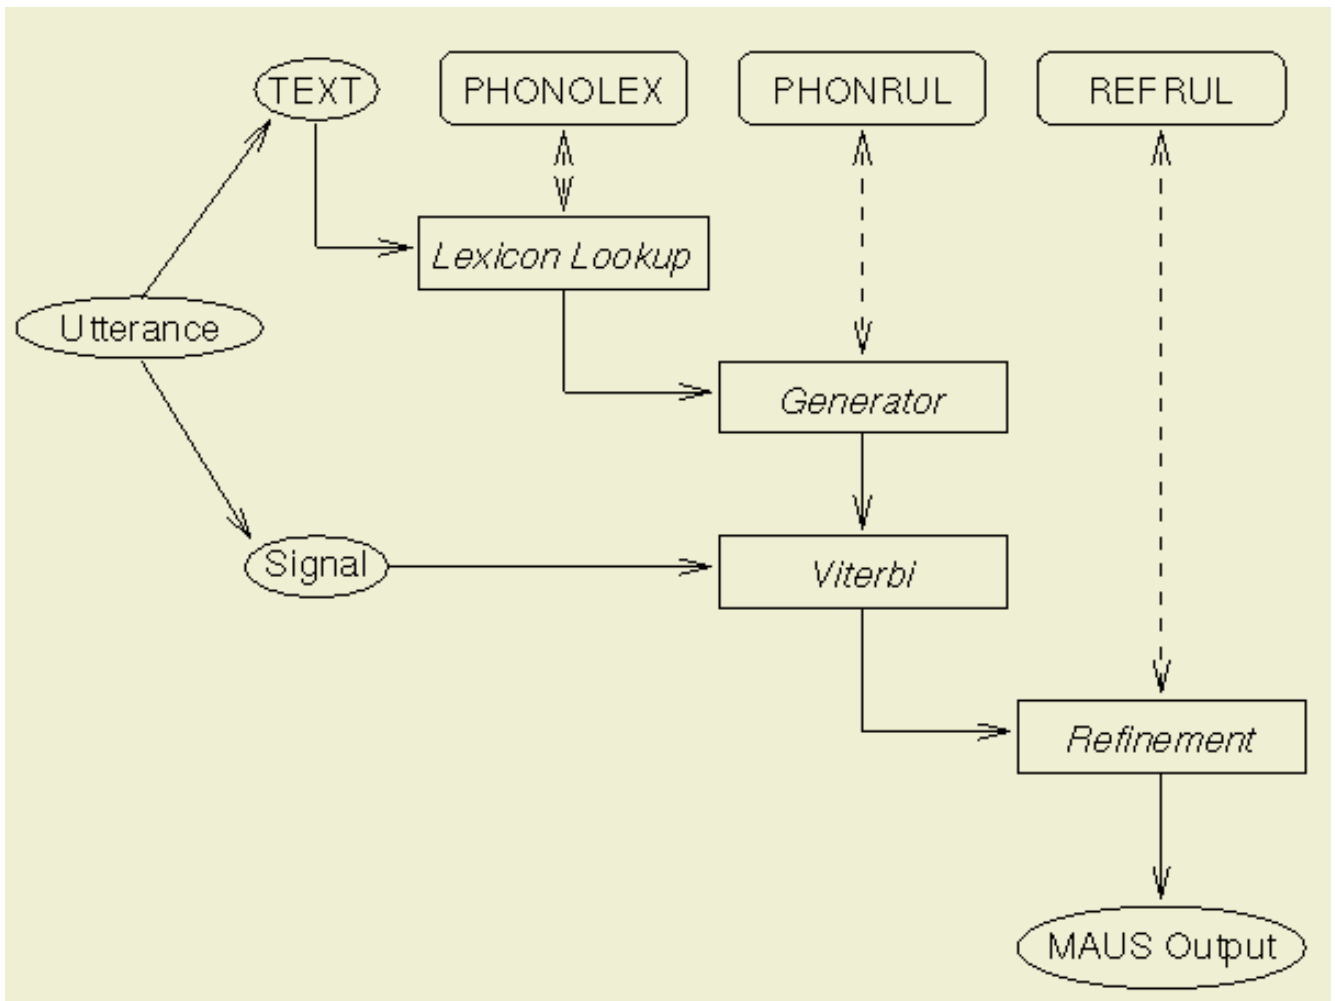 TEXT
PHONOLEX
PHONRUL
REFRUL
Lexicon Lookup
Utterance
Generator
Signal
Viterbi
Refinement
MAUS Output